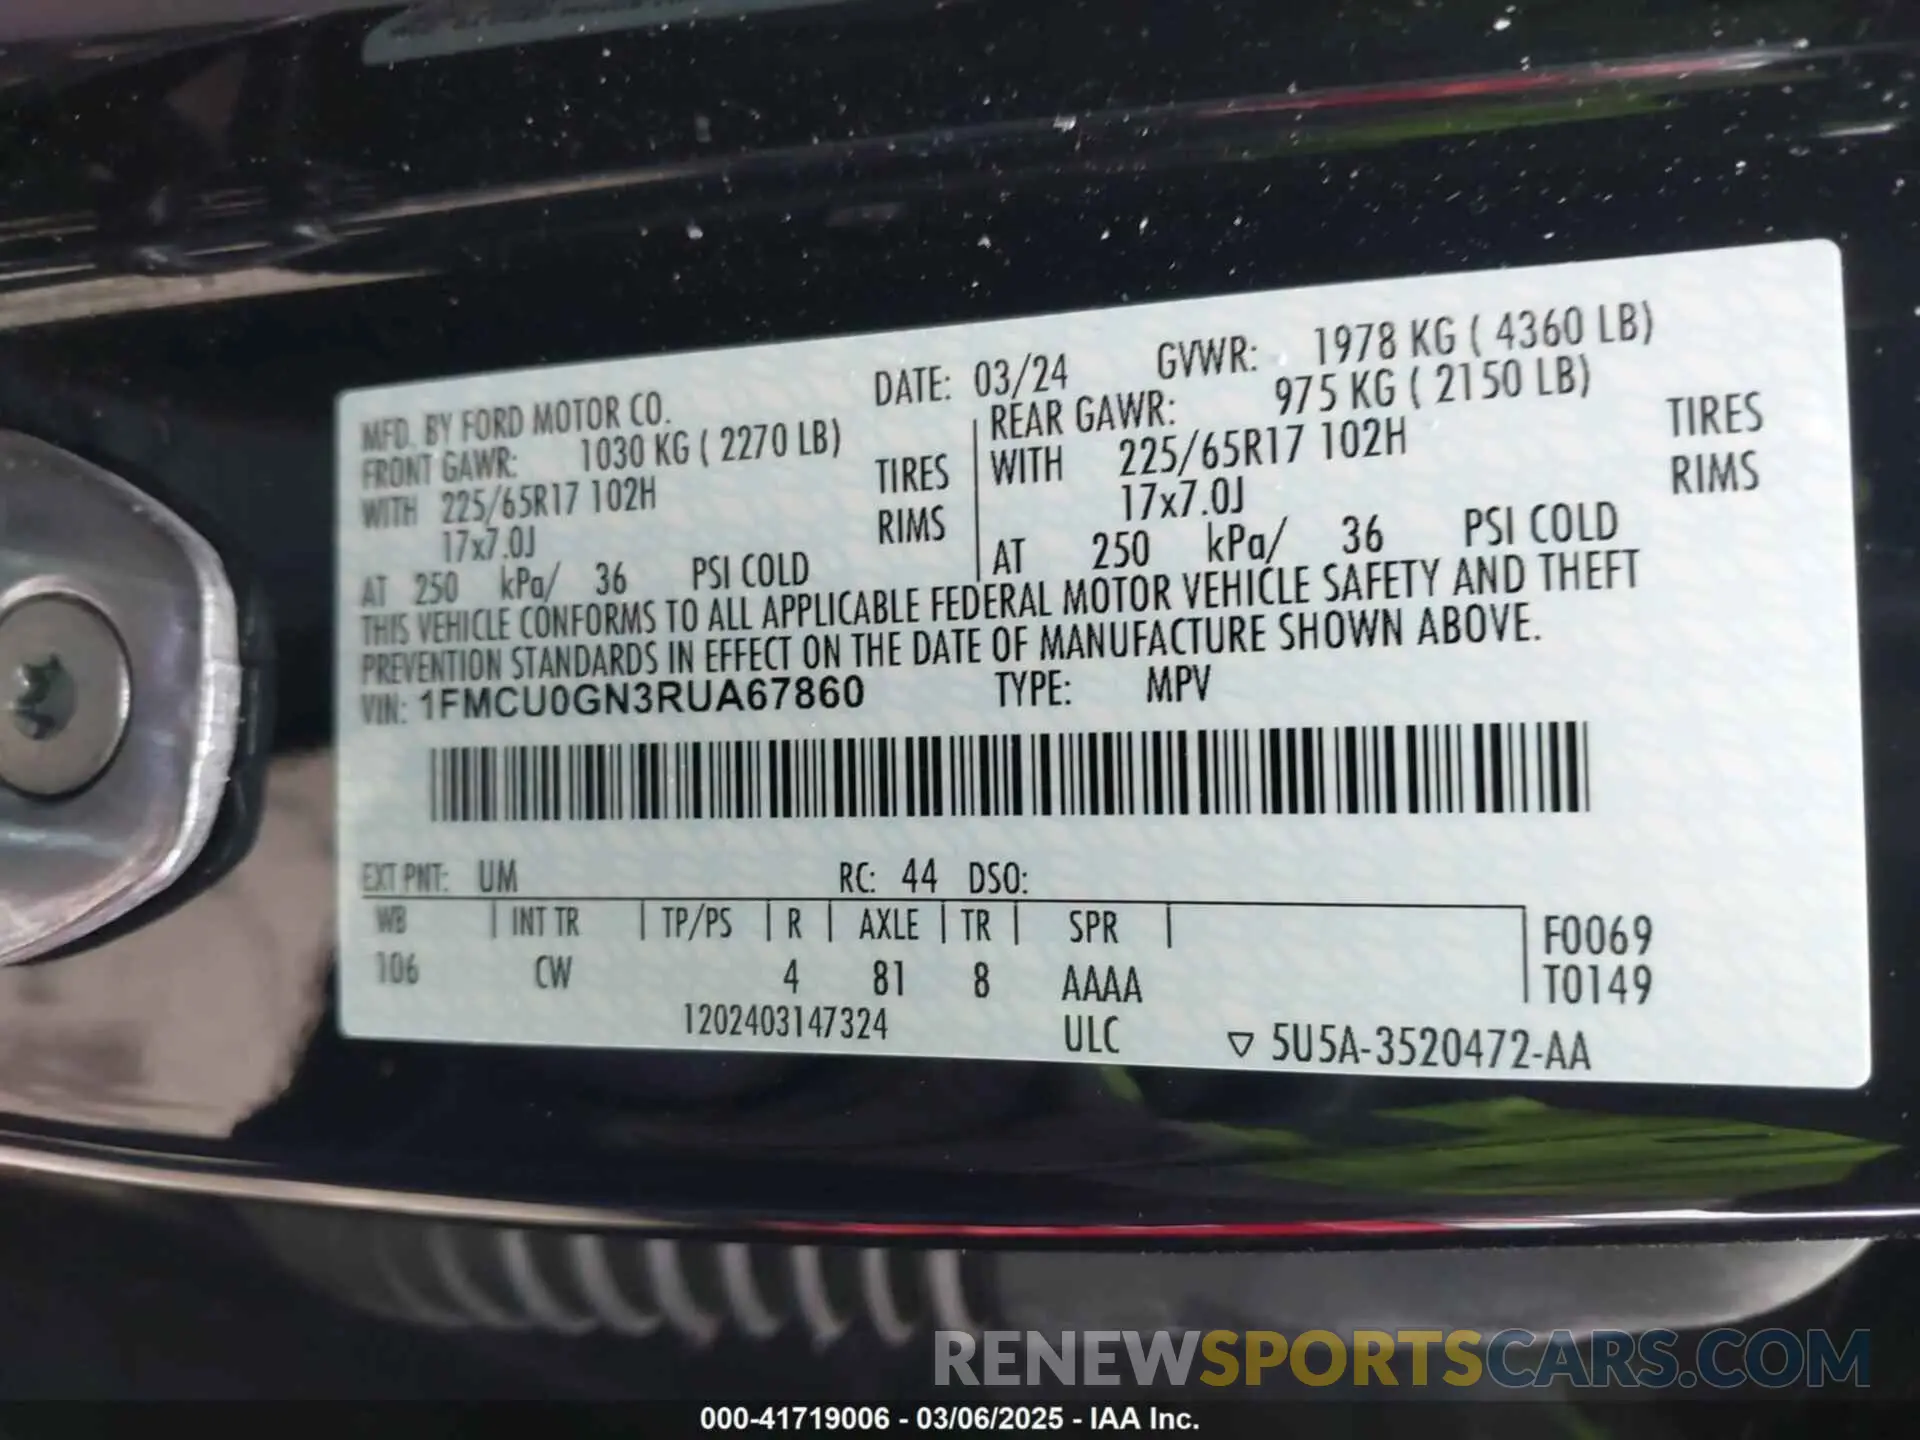 MFD. BY FORD MOTOR CO. DATE: 03/24 GVWR: 1978 KG ( 4360 LB)
FRONT GAWR: 1030 KG ( 2270 LB) REAR GAWR: 975 KG ( 2150 LB)
WITH 225/65R17 102H TIRES WITH 225/65R17 102H TIRES
17x7.0J RIMS 17x7.0J RIMS
AT 250 kPa/ 36 PSI COLD AT 250 kPa/ 36 PSI COLD
THIS VEHICLE CONFORMS TO ALL APPLICABLE FEDERAL MOTOR VEHICLE SAFETY AND THEFT
PREVENTION STANDARDS IN EFFECT ON THE DATE OF MANUFACTURE SHOWN ABOVE.
VIN: 1FMCU0GN3RUA67860 TYPE: MPV
EXT PNT: UM RC: 44 DSO:
WB INT TR TP/PS R AXLE TR SPR F0069
106 CW 4 81 8 AAAA T0149
1202403147324 ULC ▽ 5U5A-3520472-AA
RENEWSPORTSCARS.COM
000-41719006 - 03/06/2025 - IAA Inc.